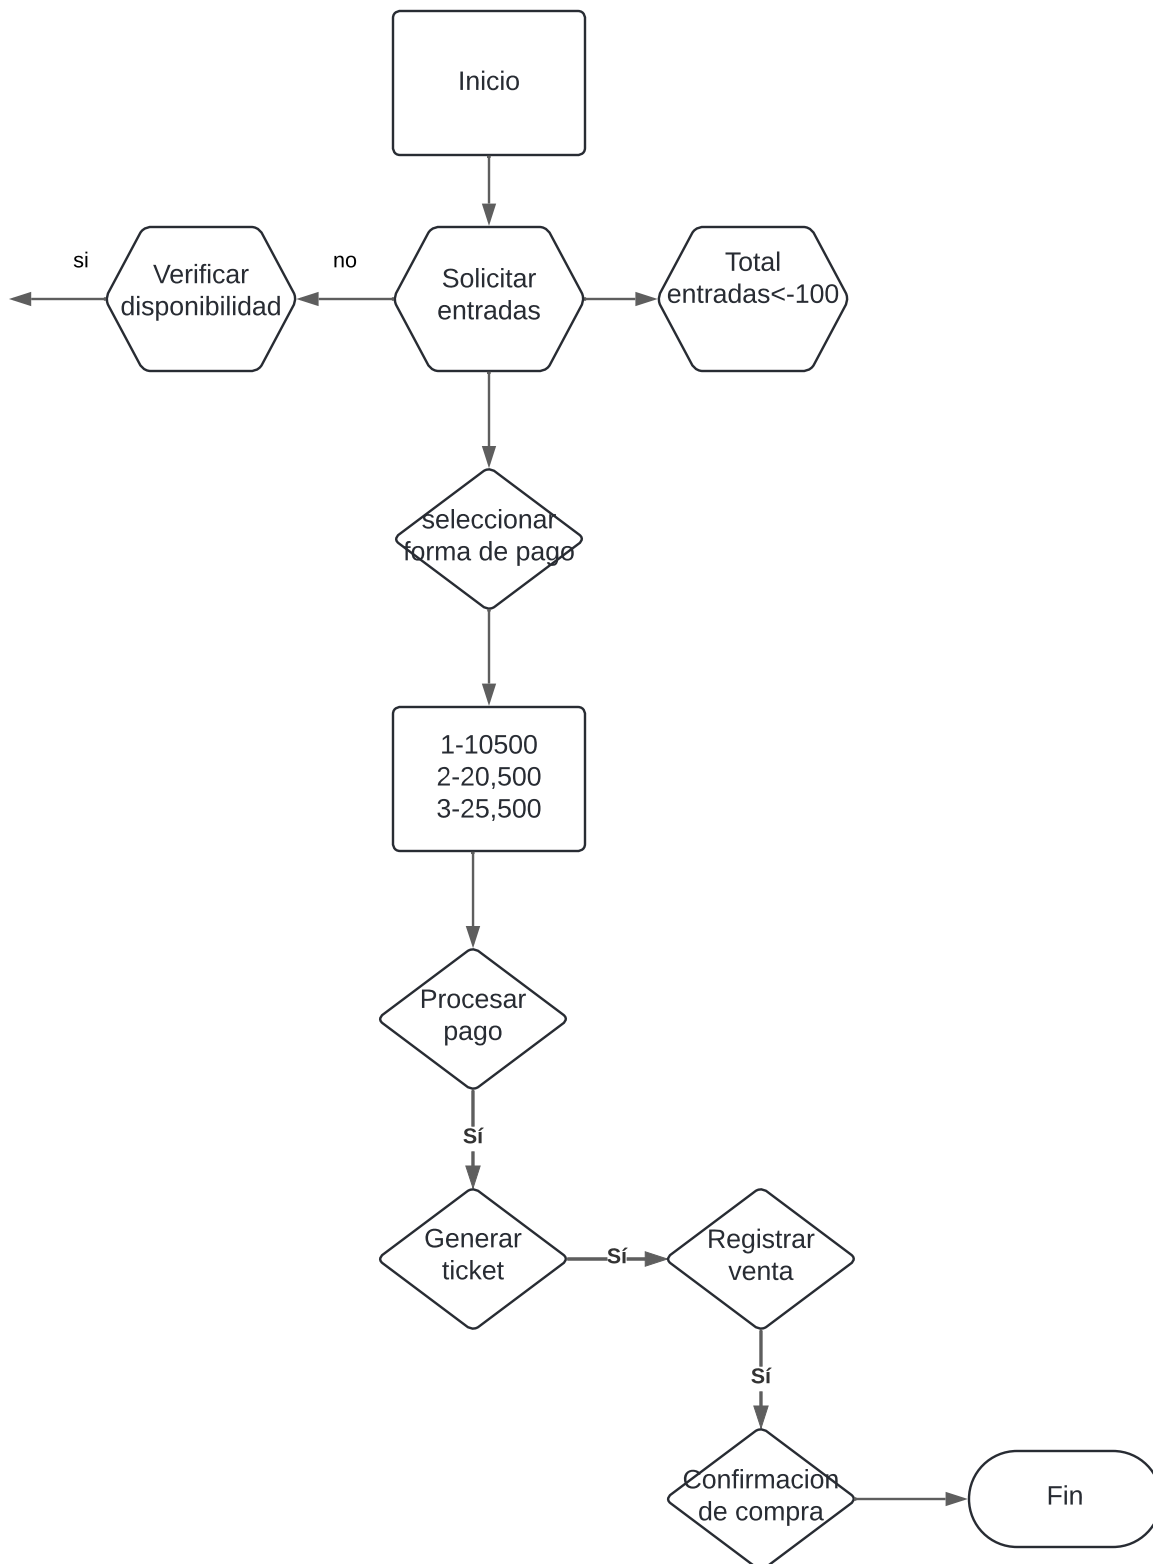 Inicio
si
Verificar
disponibilidad
no
Solicitar
entradas
Total
entradas<-100
seleccionar
forma de pago
1-10500
2-20,500
3-25,500
Procesar
pago
Sí
Generar
ticket
Sí
Registrar
venta
Sí
Confirmacion
de compra
Fin